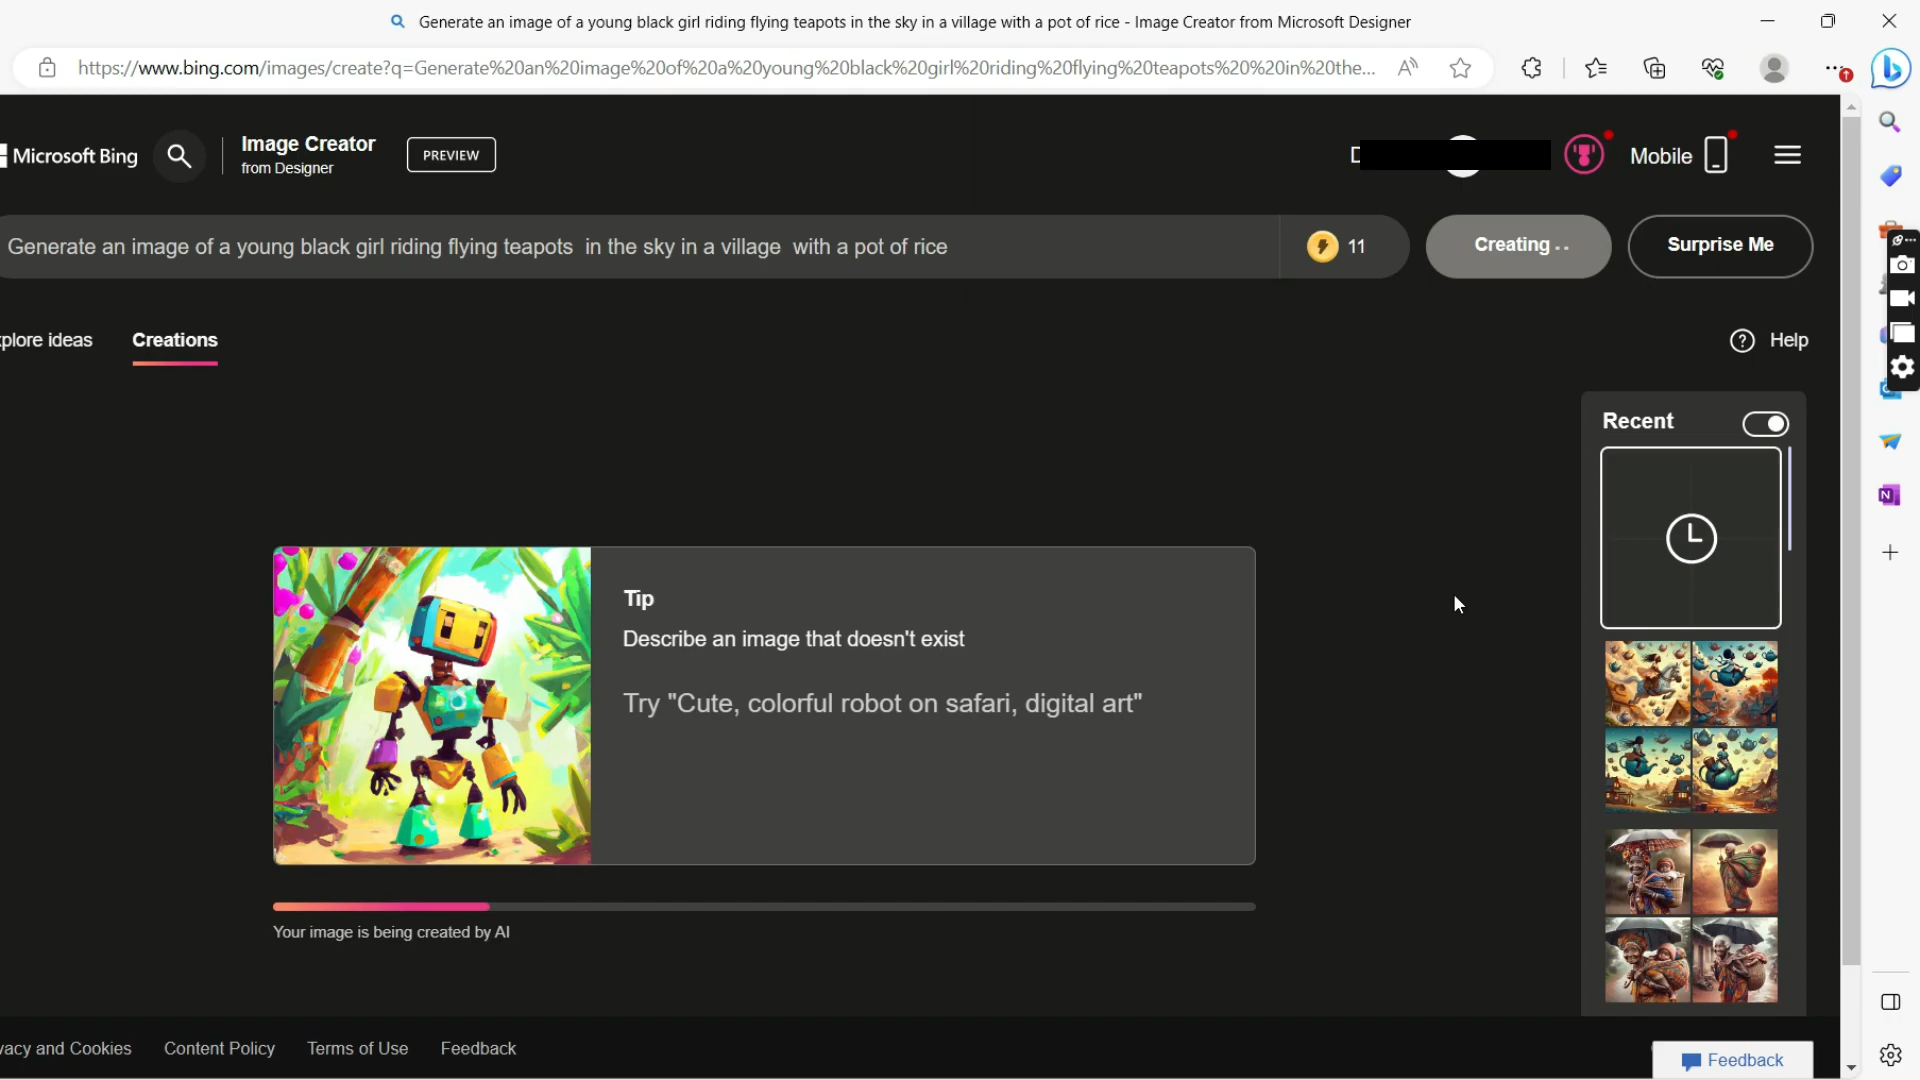 Generate an image of a young black girl riding flying teapots in the sky in a village with a pot of rice - Image Creator from Microsoft Designer
https://www.bing.com/images/create?q=Generate%20an%20image%20of%20a%20young%20black%20girl%20riding%20flying%20teapots%20%20in%20the...
Microsoft Bing
Image Creator
from Designer
PREVIEW
D
Mobile
Generate an image of a young black girl riding flying teapots in the sky in a village with a pot of rice
11
Creating . .
Surprise Me
xplore ideas
Creations
Help
Recent
Tip
Describe an image that doesn't exist
Try "Cute, colorful robot on safari, digital art"
Your image is being created by AI
vacy and Cookies
Content Policy
Terms of Use
Feedback
Feedback